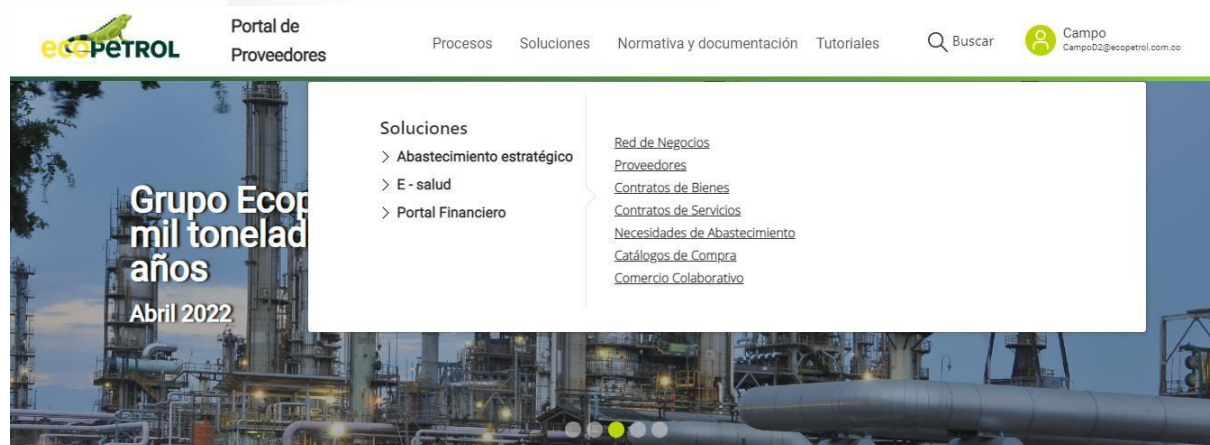 ecopetrol
Portal de
Proveedores
Procesos
Soluciones
Normativa y documentación
Tutoriales
Buscar
Campo
CampoD2@ecopetrol.com.co
Soluciones
Abastecimiento estratégico
E - salud
Portal Financiero
Red de Negocios
Proveedores
Contratos de Bienes
Contratos de Servicios
Necesidades de Abastecimiento
Catálogos de Compra
Comercio Colaborativo
Grupo Ecop
mil tonelad
años
Abril 2022